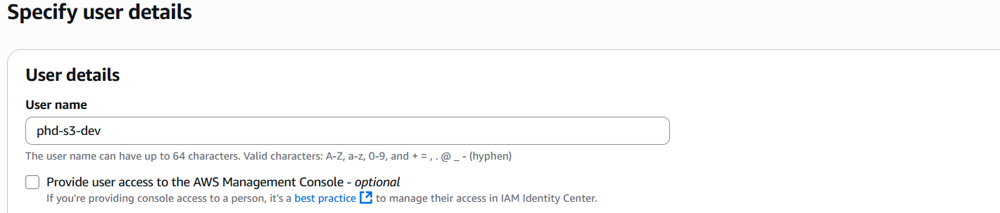 Specify user details
User details
User name
phd-s3-dev
The user name can have up to 64 characters. Valid characters: A-Z, a-z, 0-9, and + = , . @ _ - (hyphen)
Provide user access to the AWS Management Console - optional
If you're providing console access to a person, it's a best practice to manage their access in IAM Identity Center.